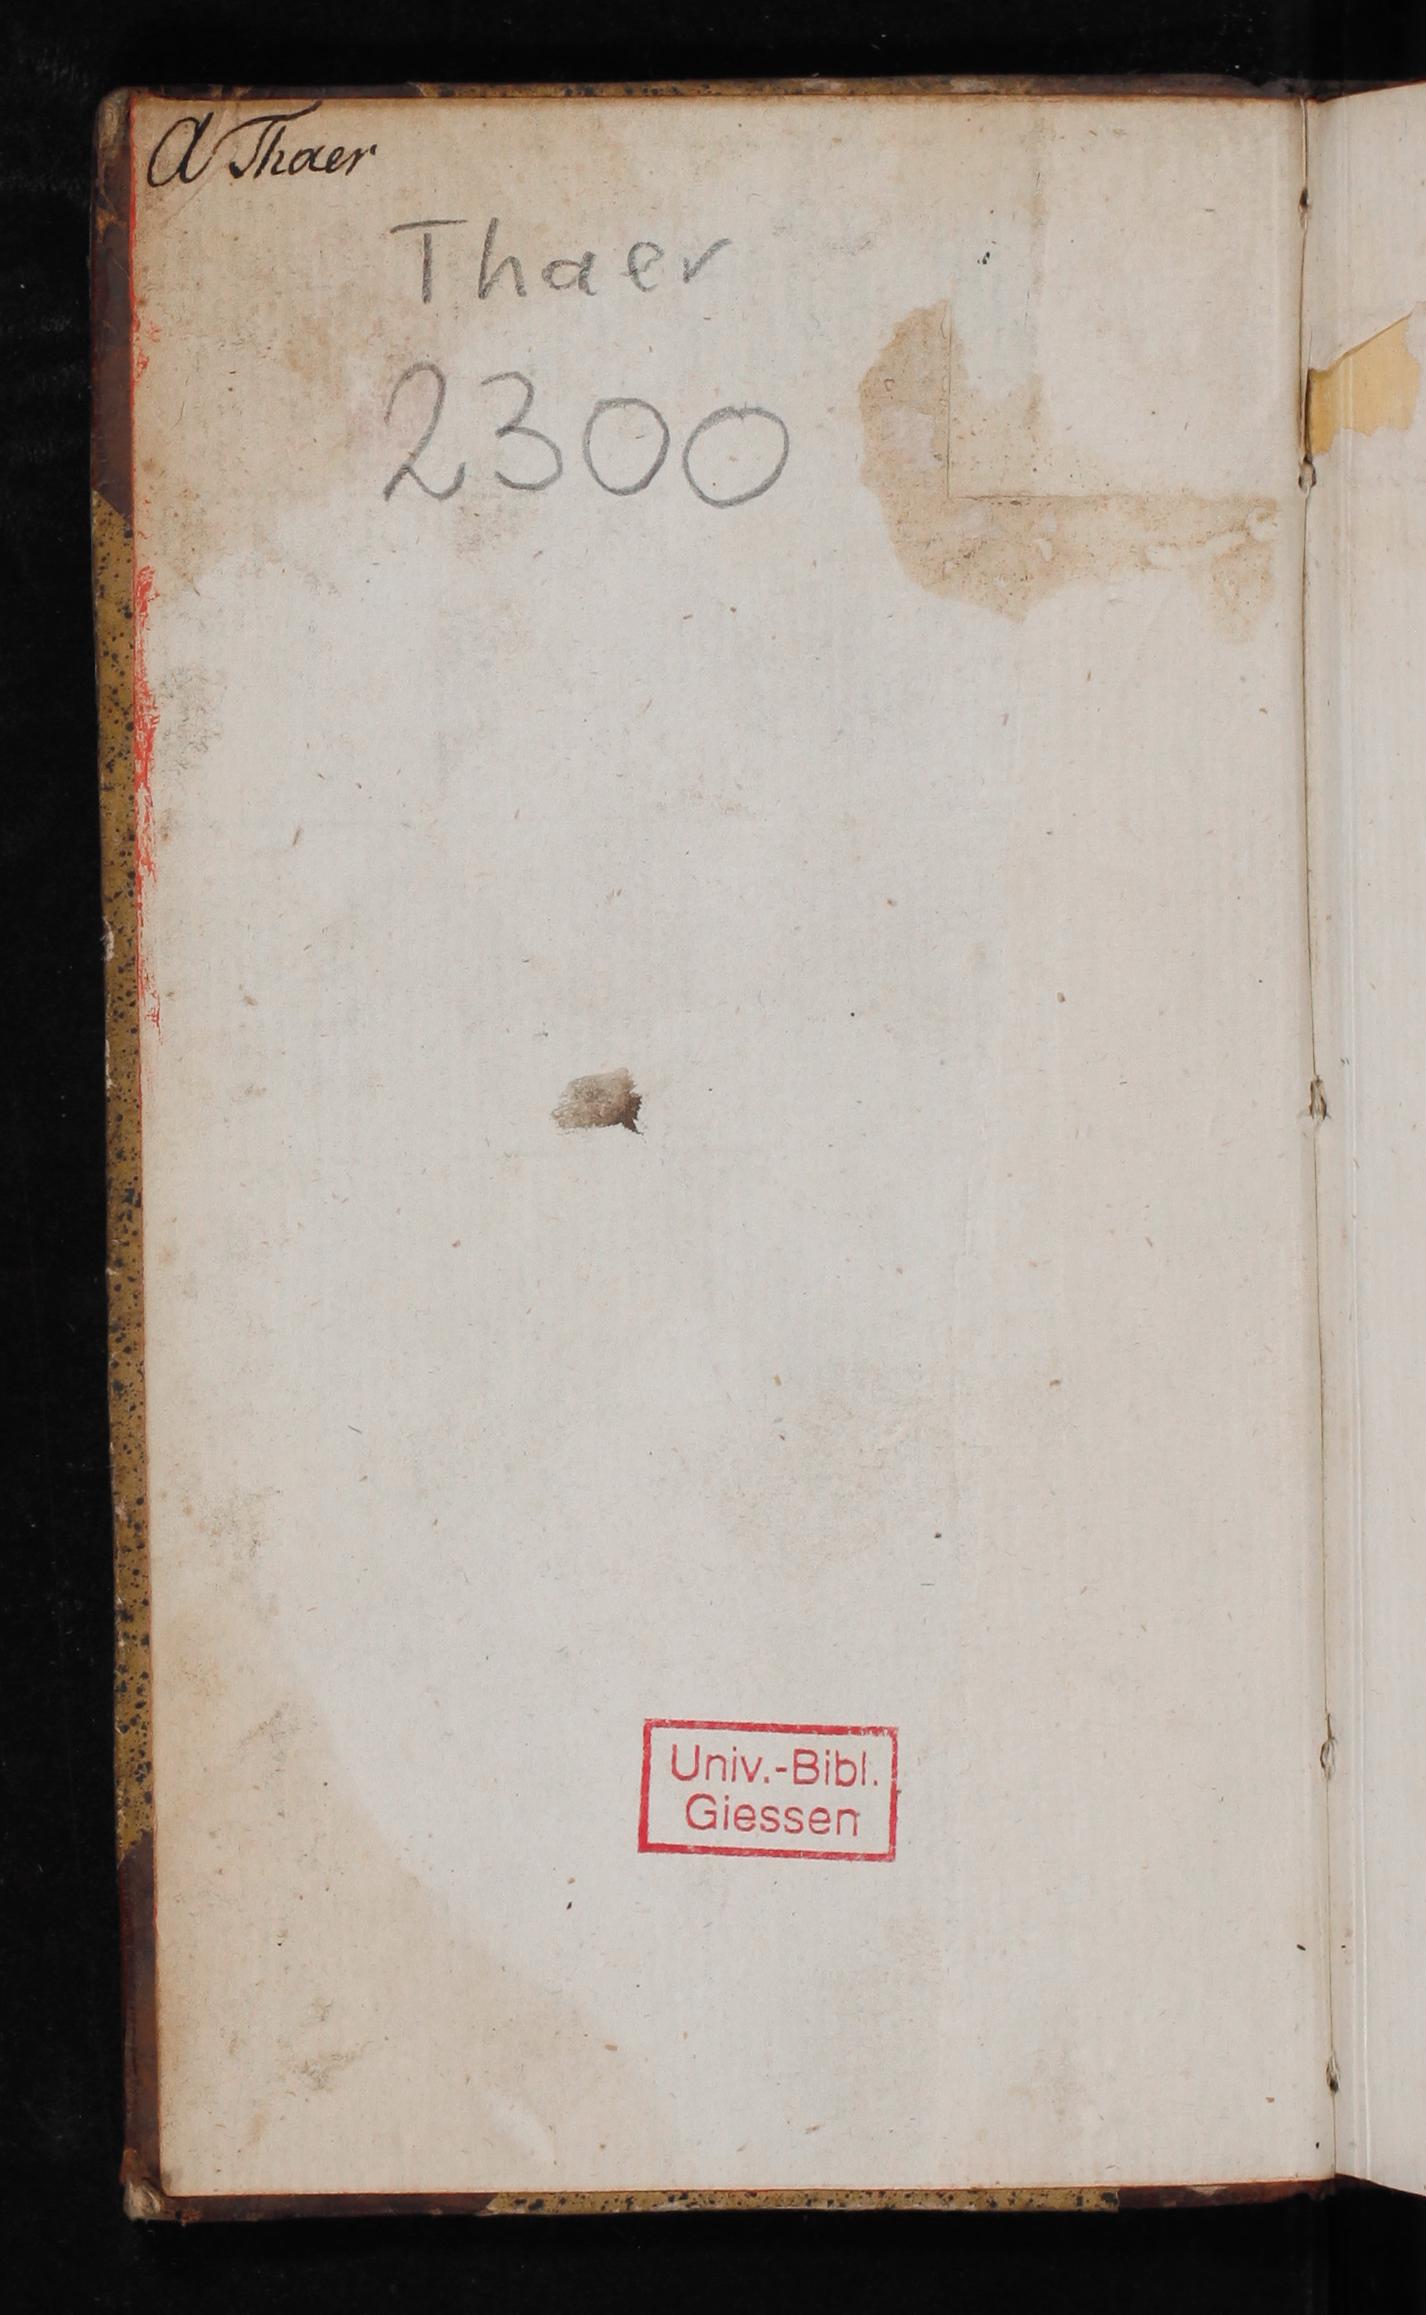 A Thaer
Thaer
2300
Univ.-Bibl.
Giessen